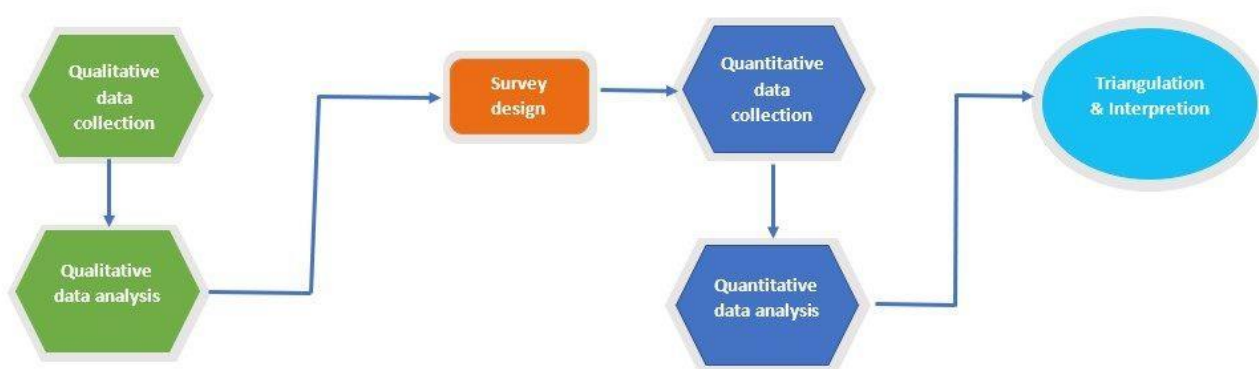 Qualitative
data
collection
Qualitative
data analysis
Survey
design
Quantitative
data
collection
Quantitative
data analysis
Triangulation
& Interpretion